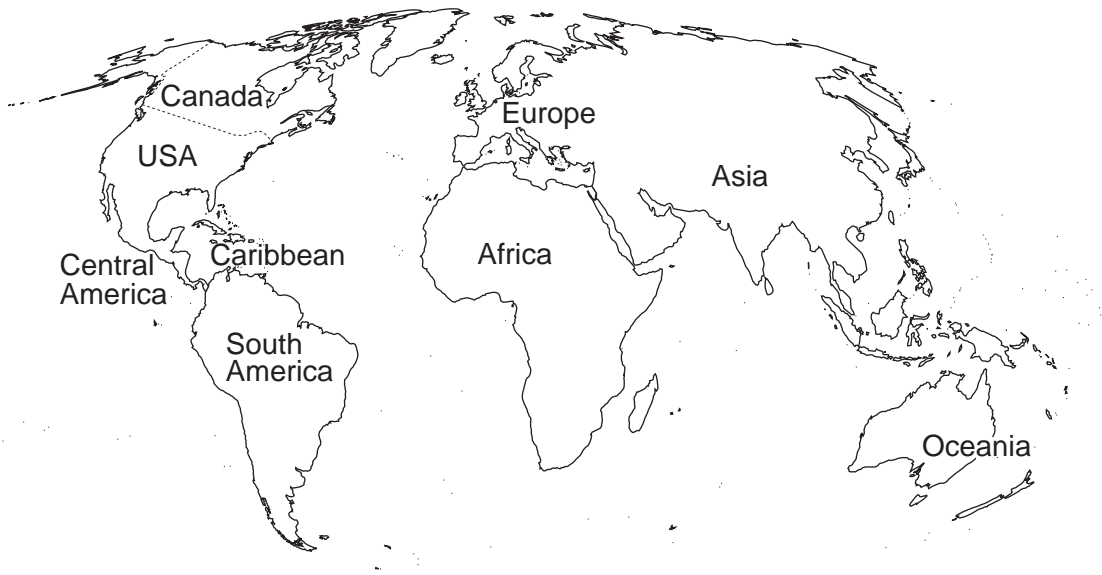 Canada
Europe
USA
Asia
Caribbean
Africa
Central
America
South
America
Oceania